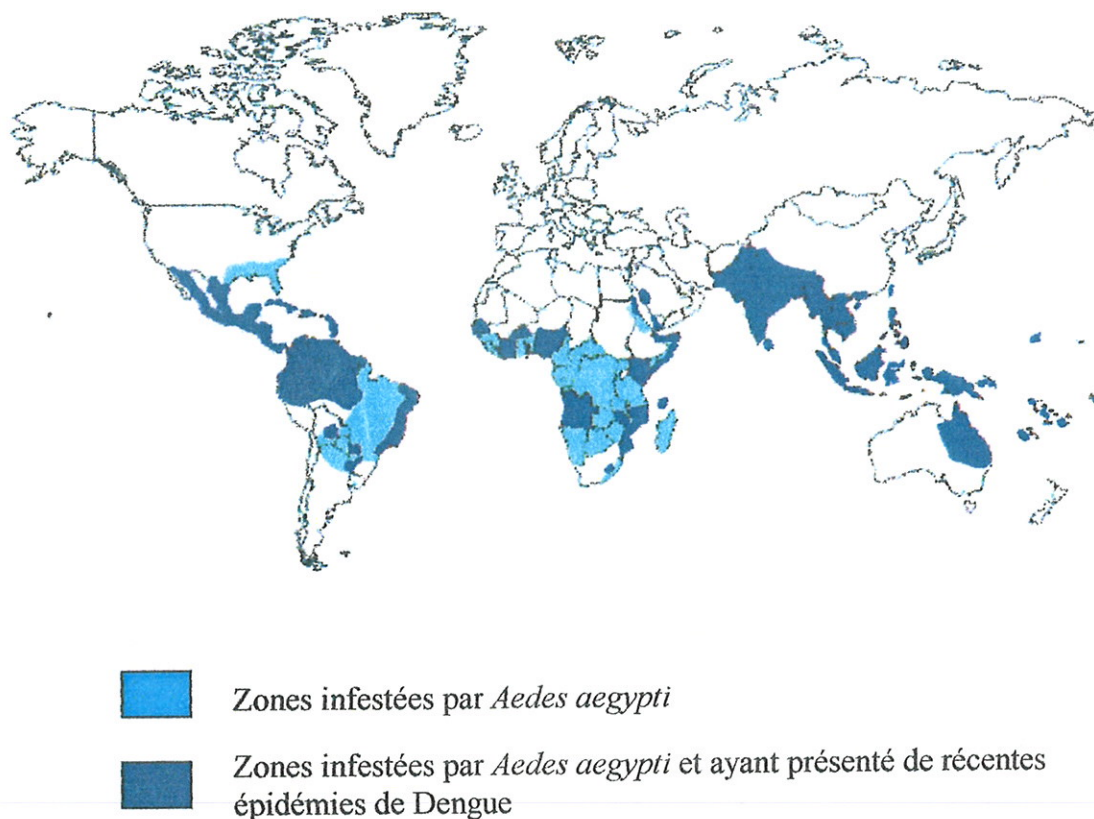 Zones infestées par Aedes aegypti
Zones infestées par Aedes aegypti et ayant présenté de récentes
épidémies de Dengue